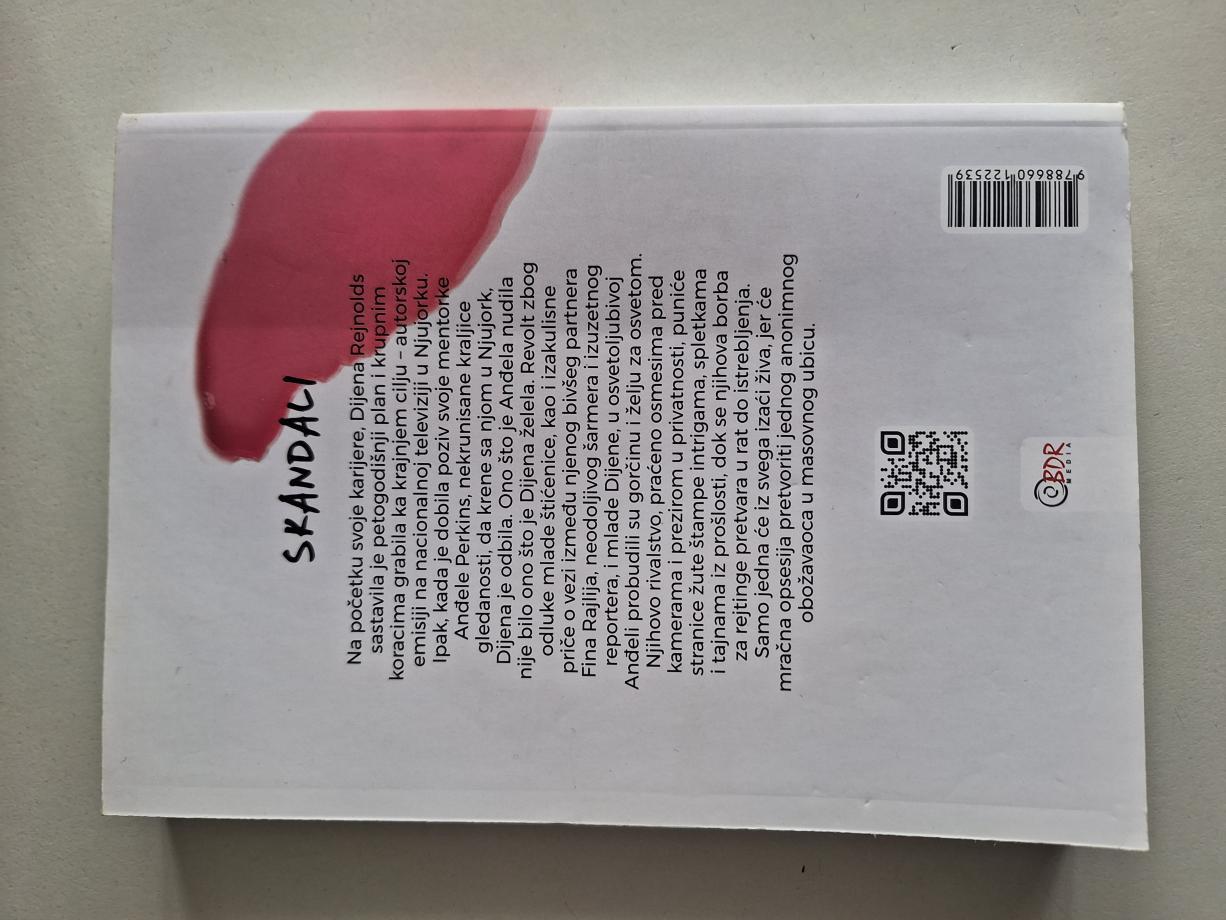 SKANDALI
Na početku svoje karijere, Dijena Rejnolds
sastavila je petogodišnji plan i krupnim
koracima grabila ka krajnjem cilju – autorskoj
emisiji na nacionalnoj televiziji u Njujorku.
Ipak, kada je dobila poziv svoje mentorke
Anđele Perkins, nekrunisane kraljice
gledanosti, da krene sa njom u Njujork,
Dijena je odbila. Ono što je Anđela nudila
nije bilo ono što je Dijena želela. Revolt zbog
odluke mlade štićenice, kao i izakulisne
priče o vezi između njenog bivšeg partnera
Fina Rajlija, neodoljivog šarmera i izuzetnog
reportera, i mlade Dijene, u osvetoljubivoj
Anđeli probudili su gorčinu i želju za osvetom.
Njihovo rivalstvo, praćeno osmesima pred
kamerama i prezirom u privatnosti, puniće
stranice žute štampe intrigama, spletkama
i tajnama iz prošlosti, dok se njihova borba
za rejtinge pretvara u rat do istrebljenja.
Samo jedna će iz svega izaći živa, jer će
mračna opsesija pretvoriti jednog anonimnog
obožavaoca u masovnog ubicu.
BDR
MEDIA
9 788660 122539